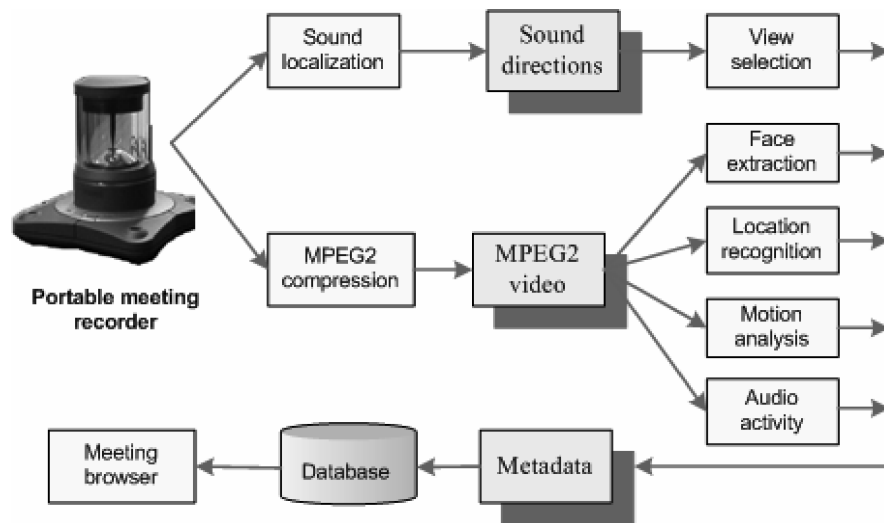 Sound
localization
Sound
directions
View
selection
Face
extraction
Location
recognition
MPEG2
compression
MPEG2
video
Portable meeting
recorder
Motion
analysis
Audio
activity
Meeting
browser
Database
Metadata